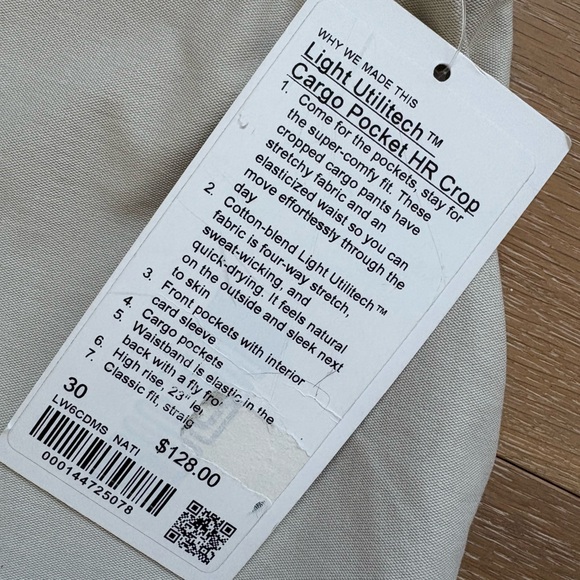 WHY WE MADE THIS
Light Utilitech™
Cargo Pocket HR Crop
1. Come for the pockets, stay for
the super-comfy fit. These
cropped cargo pants have
stretchy fabric and an
elasticized waist so you can
move effortlessly through the
day
2. Cotton-blend Light Utilitech™
fabric is four-way stretch,
sweat-wicking, and
quick-drying. It feels natural
on the outside and sleek next
to skin
3. Front pockets with interior
card sleeve
4. Cargo pockets
5. Waistband is elastic in the
back with a fly
6. High rise, 23"
7. Classic fit,
30
LW6CDMS NATI
$128.00
000144725078